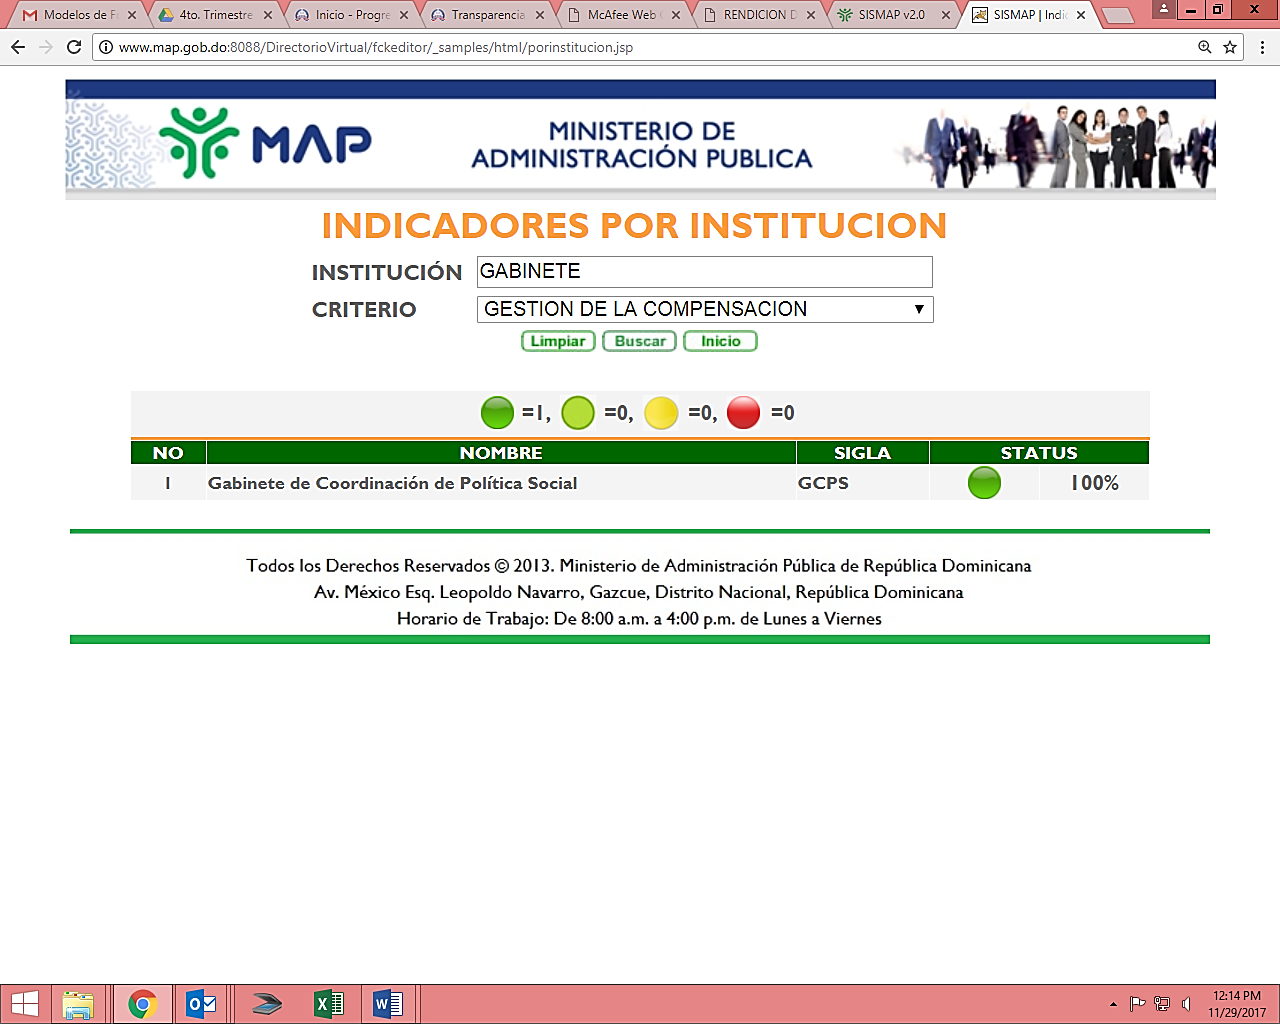 Modelos de F
4to. Trimestre
Inicio - Progre
Transparencia
McAfee Web
RENDICION D
SISMAP v2.0
SISMAP | Indi
www.map.gob.do:8088/DirectorioVirtual/fckeditor/_samples/html/porinstitucion.jsp
MAP
MINISTERIO DE
ADMINISTRACIÓN PUBLICA
INDICADORES POR INSTITUCION
INSTITUCIÓN GABINETE
CRITERIO GESTION DE LA COMPENSACION
Limpiar Buscar Inicio
=1, =0, =0, =0
NO NOMBRE SIGLA STATUS
1 Gabinete de Coordinación de Política Social GCPS 100%
Todos los Derechos Reservados © 2013. Ministerio de Administración Pública de República Dominicana
Av. México Esq. Leopoldo Navarro, Gazcue, Distrito Nacional, República Dominicana
Horario de Trabajo: De 8:00 a.m. a 4:00 p.m. de Lunes a Viernes
12:14 PM
11/29/2017